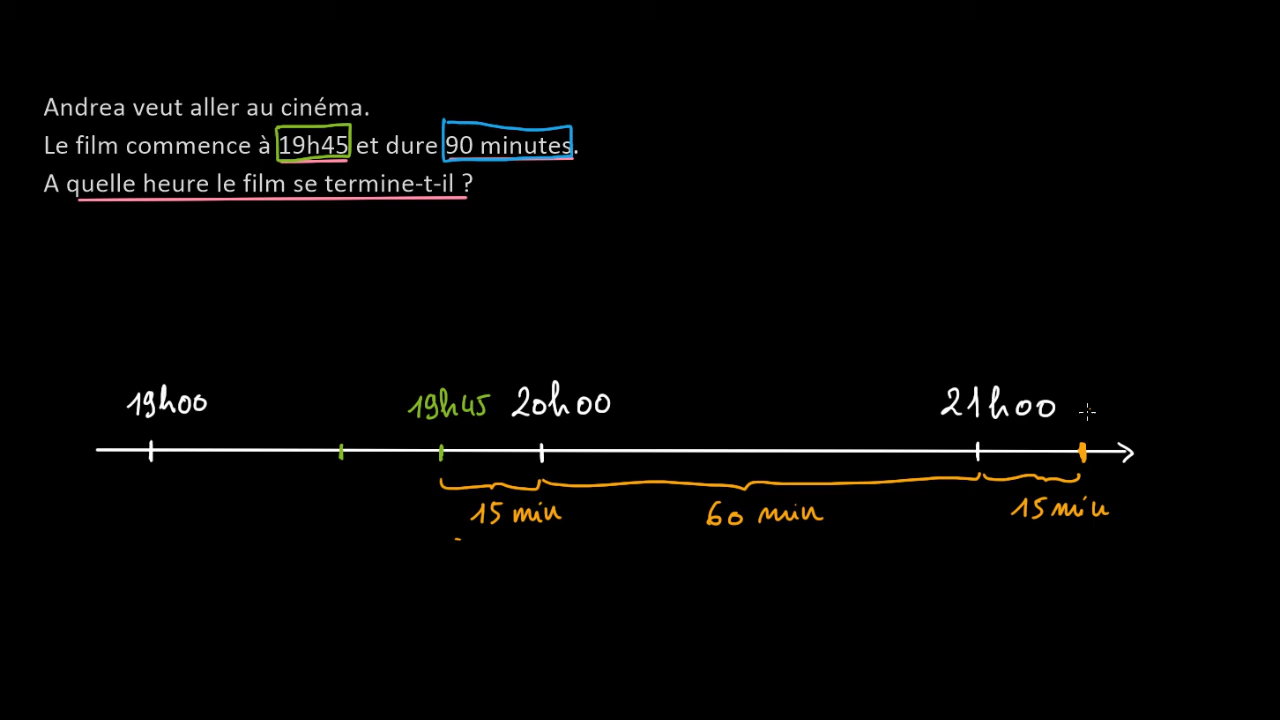 Andrea veut aller au cinéma.
Le film commence à 19h45 et dure 90 minutes.
A quelle heure le film se termine-t-il ?
19h00 19h45 20h00 21h00
15 min 60 min 15 min